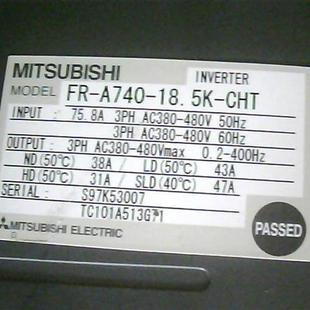 MITSUBISHI
INVERTER
MODEL FR-A740-18.5K-CHT
INPUT : 75.8A 3PH AC380-480V 50Hz
3PH AC380-480V 60Hz
OUTPUT : 3PH AC380-480Vmax 0.2-400Hz
ND(50°C) 38A / LD(50°C) 43A
HD(50°C) 31A / SLD(40°C) 47A
SERIAL : S97K53007
TC101A513G71
MITSUBISHI ELECTRIC
PASSED